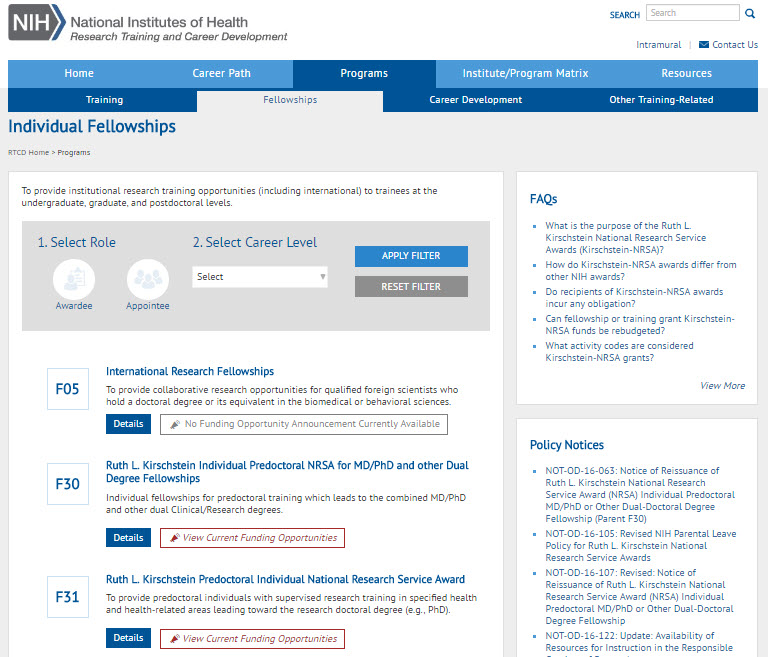 NIH
National Institutes of Health
Research Training and Career Development
SEARCH
Search
Intramural | Contact Us
Home
Career Path
Programs
Institute/Program Matrix
Resources
Training
Fellowships
Career Development
Other Training-Related
Individual Fellowships
RTCD Home > Programs
To provide institutional research training opportunities (including international) to trainees at the
undergraduate, graduate, and postdoctoral levels.
1. Select Role
Awardee
Appointee
2. Select Career Level
Select
APPLY FILTER
RESET FILTER
F05
International Research Fellowships
To provide collaborative research opportunities for qualified foreign scientists who
hold a doctoral degree or its equivalent in the biomedical or behavioral sciences.
Details
No Funding Opportunity Announcement Currently Available
F30
Ruth L. Kirschstein Individual Predoctoral NRSA for MD/PhD and other Dual
Degree Fellowships
Individual fellowships for predoctoral training which leads to the combined MD/PhD
and other dual Clinical/Research degrees.
Details
View Current Funding Opportunities
F31
Ruth L. Kirschstein Predoctoral Individual National Research Service Award
To provide predoctoral individuals with supervised research training in specified health
and health-related areas leading toward the research doctoral degree (e.g., PhD).
Details
View Current Funding Opportunities
FAQs
What is the purpose of the Ruth L.
Kirschstein National Research Service
Awards (Kirschstein-NRSA)?
How do Kirschstein-NRSA awards differ from
other NIH awards?
Do recipients of Kirschstein-NRSA awards
incur any obligation?
Can fellowship or training grant Kirschstein-
NRSA funds be rebudgeted?
What activity codes are considered
Kirschstein-NRSA grants?
View More
Policy Notices
NOT-OD-16-063: Notice of Reissuance of
Ruth L. Kirschstein National Research
Service Award (NRSA) Individual Predoctoral
MD/PhD or Other Dual-Doctoral Degree
Fellowship (Parent F30)
NOT-OD-16-105: Revised NIH Parental Leave
Policy for Ruth L. Kirschstein National
Research Service Awards
NOT-OD-16-107: Revised: Notice of
Reissuance of Ruth L. Kirschstein National
Research Service Award (NRSA) Individual
Predoctoral MD/PhD or Other Dual-Doctoral
Degree Fellowship
NOT-OD-16-122: Update: Availability of
Resources for Instruction in the Responsible